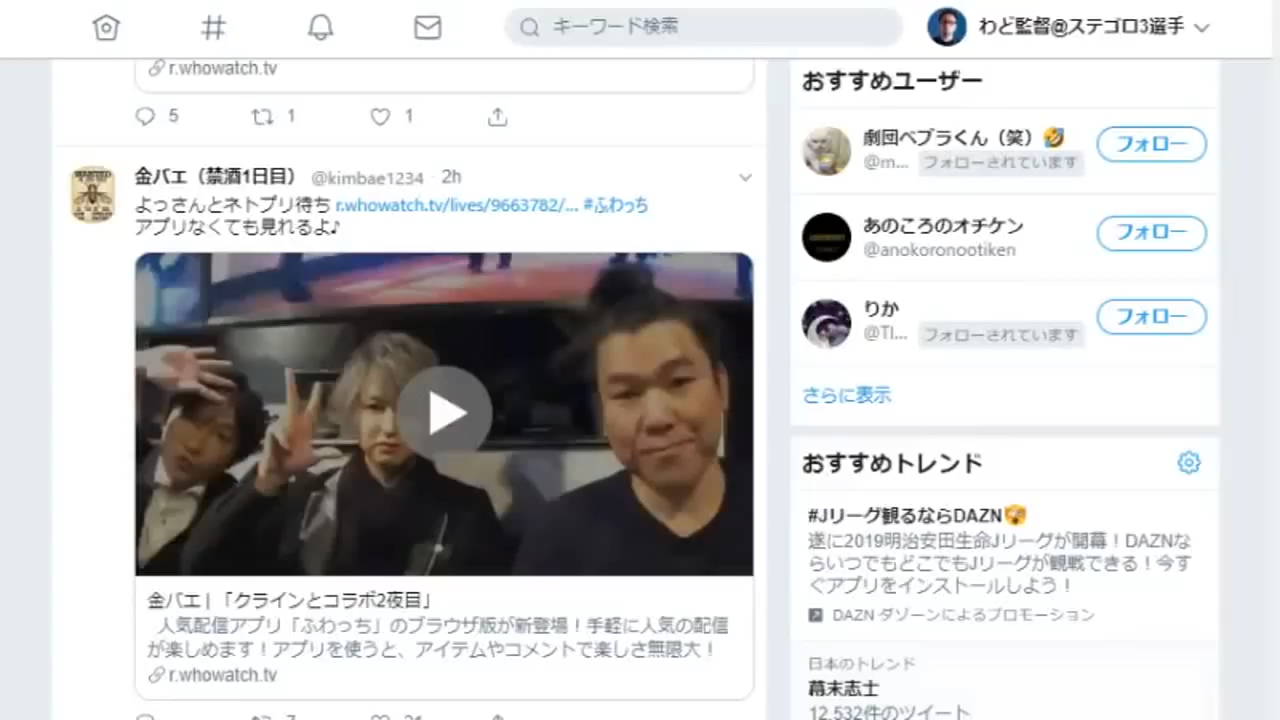 キーワード検索
わど監督@ステゴロ3選手
r.whowatch.tv
5 1 1
金バエ（禁酒1日目） @kimbae1234 · 2h
よっさんとネトプリ待ち r.whowatch.tv/lives/9663782/... #ふわっち
アプリなくても見れるよ♪
金バエ | 「クラインとコラボ2夜目」
人気配信アプリ「ふわっち」のブラウザ版が新登場！手軽に人気の配信
が楽しめます！アプリを使うと、アイテムやコメントで楽しさ無限大！
r.whowatch.tv
おすすめユーザー
劇団ペプラくん（笑）🤣
@m... フォローされています
フォロー
あのころのオチケン
@anokoronootiken
フォロー
りか
@Tl... フォローされています
フォロー
さらに表示
おすすめトレンド
#Jリーグ観るならDAZN
遂に2019明治安田生命Jリーグが開幕！DAZNな
らいつでもどこでもJリーグが観戦できる！今す
ぐアプリをインストールしよう！
DAZN ダゾーンによるプロモーション
日本のトレンド
幕末志士
12,532件のツイート